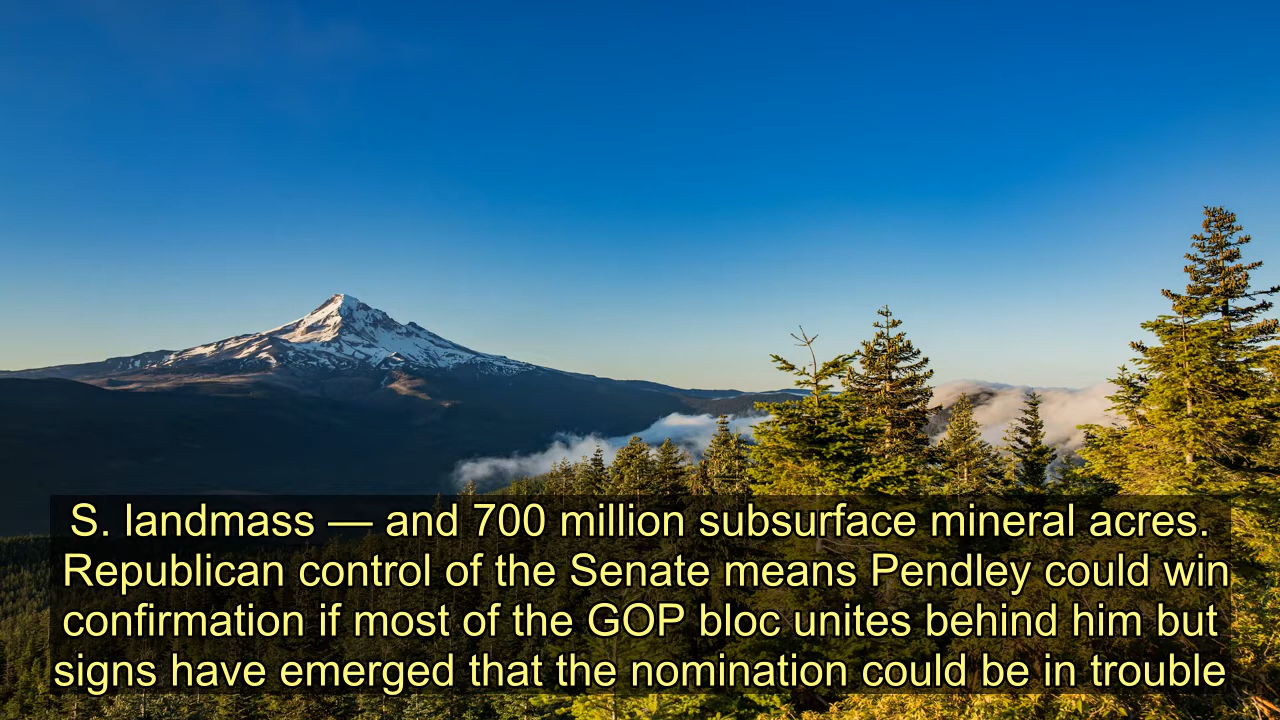 S. landmass — and 700 million subsurface mineral acres.
Republican control of the Senate means Pendley could win
confirmation if most of the GOP bloc unites behind him but
signs have emerged that the nomination could be in trouble